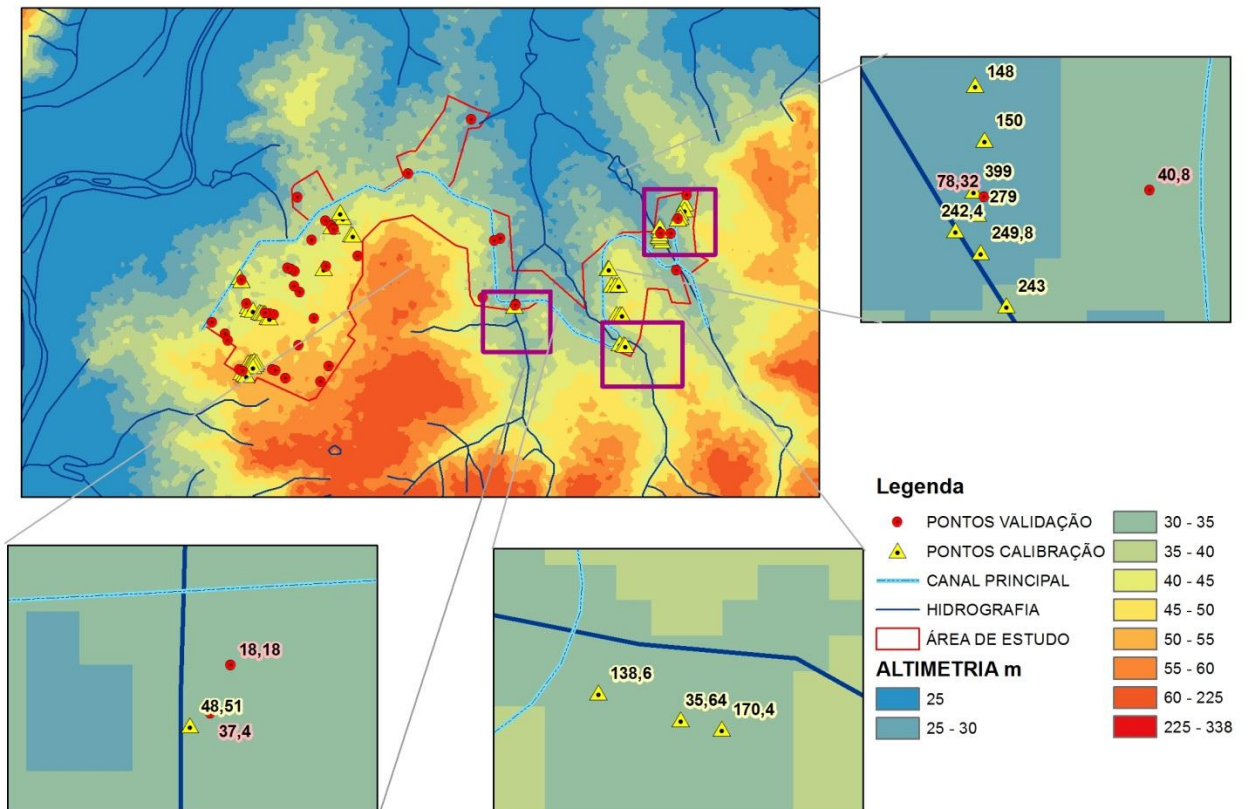 148
150
399
78,32
279
40,8
242,4
249,8
243
Legenda
PONTOS VALIDAÇÃO
PONTOS CALIBRAÇÃO
CANAL PRINCIPAL
HIDROGRAFIA
ÁREA DE ESTUDO
ALTIMETRIA m
25
25 - 30
30 - 35
35 - 40
40 - 45
45 - 50
50 - 55
55 - 60
60 - 225
225 - 338
18,18
48,51
37,4
138,6
35,64
170,4